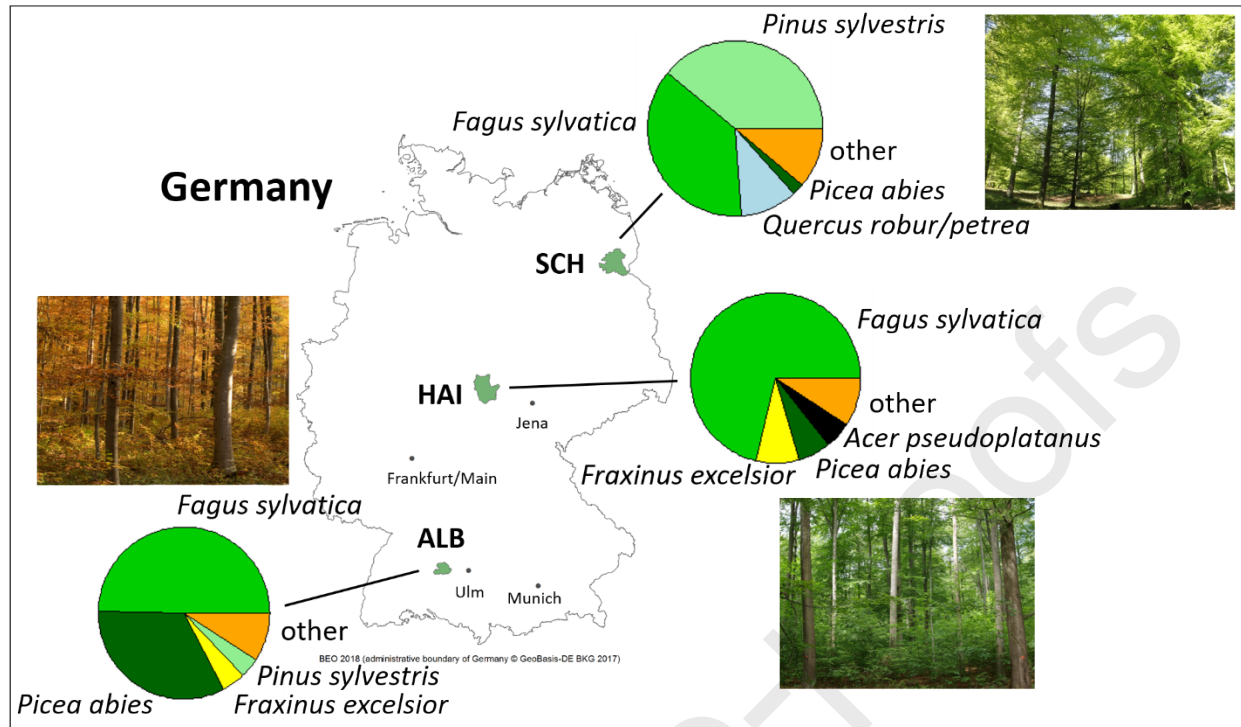 Pinus sylvestris
Fagus sylvatica
other
Germany
Picea abies
Quercus robur/petrea
SCH
Fagus sylvatica
HAI
other
Jena
Acer pseudoplatanus
Fraxinus excelsior
Picea abies
Frankfurt/Main
Fagus sylvatica
ALB
Ulm
Munich
other
BEO 2018 (administrative boundary of Germany © GeoBasis-DE BKG 2017)
Pinus sylvestris
Picea abies
Fraxinus excelsior
-proofs